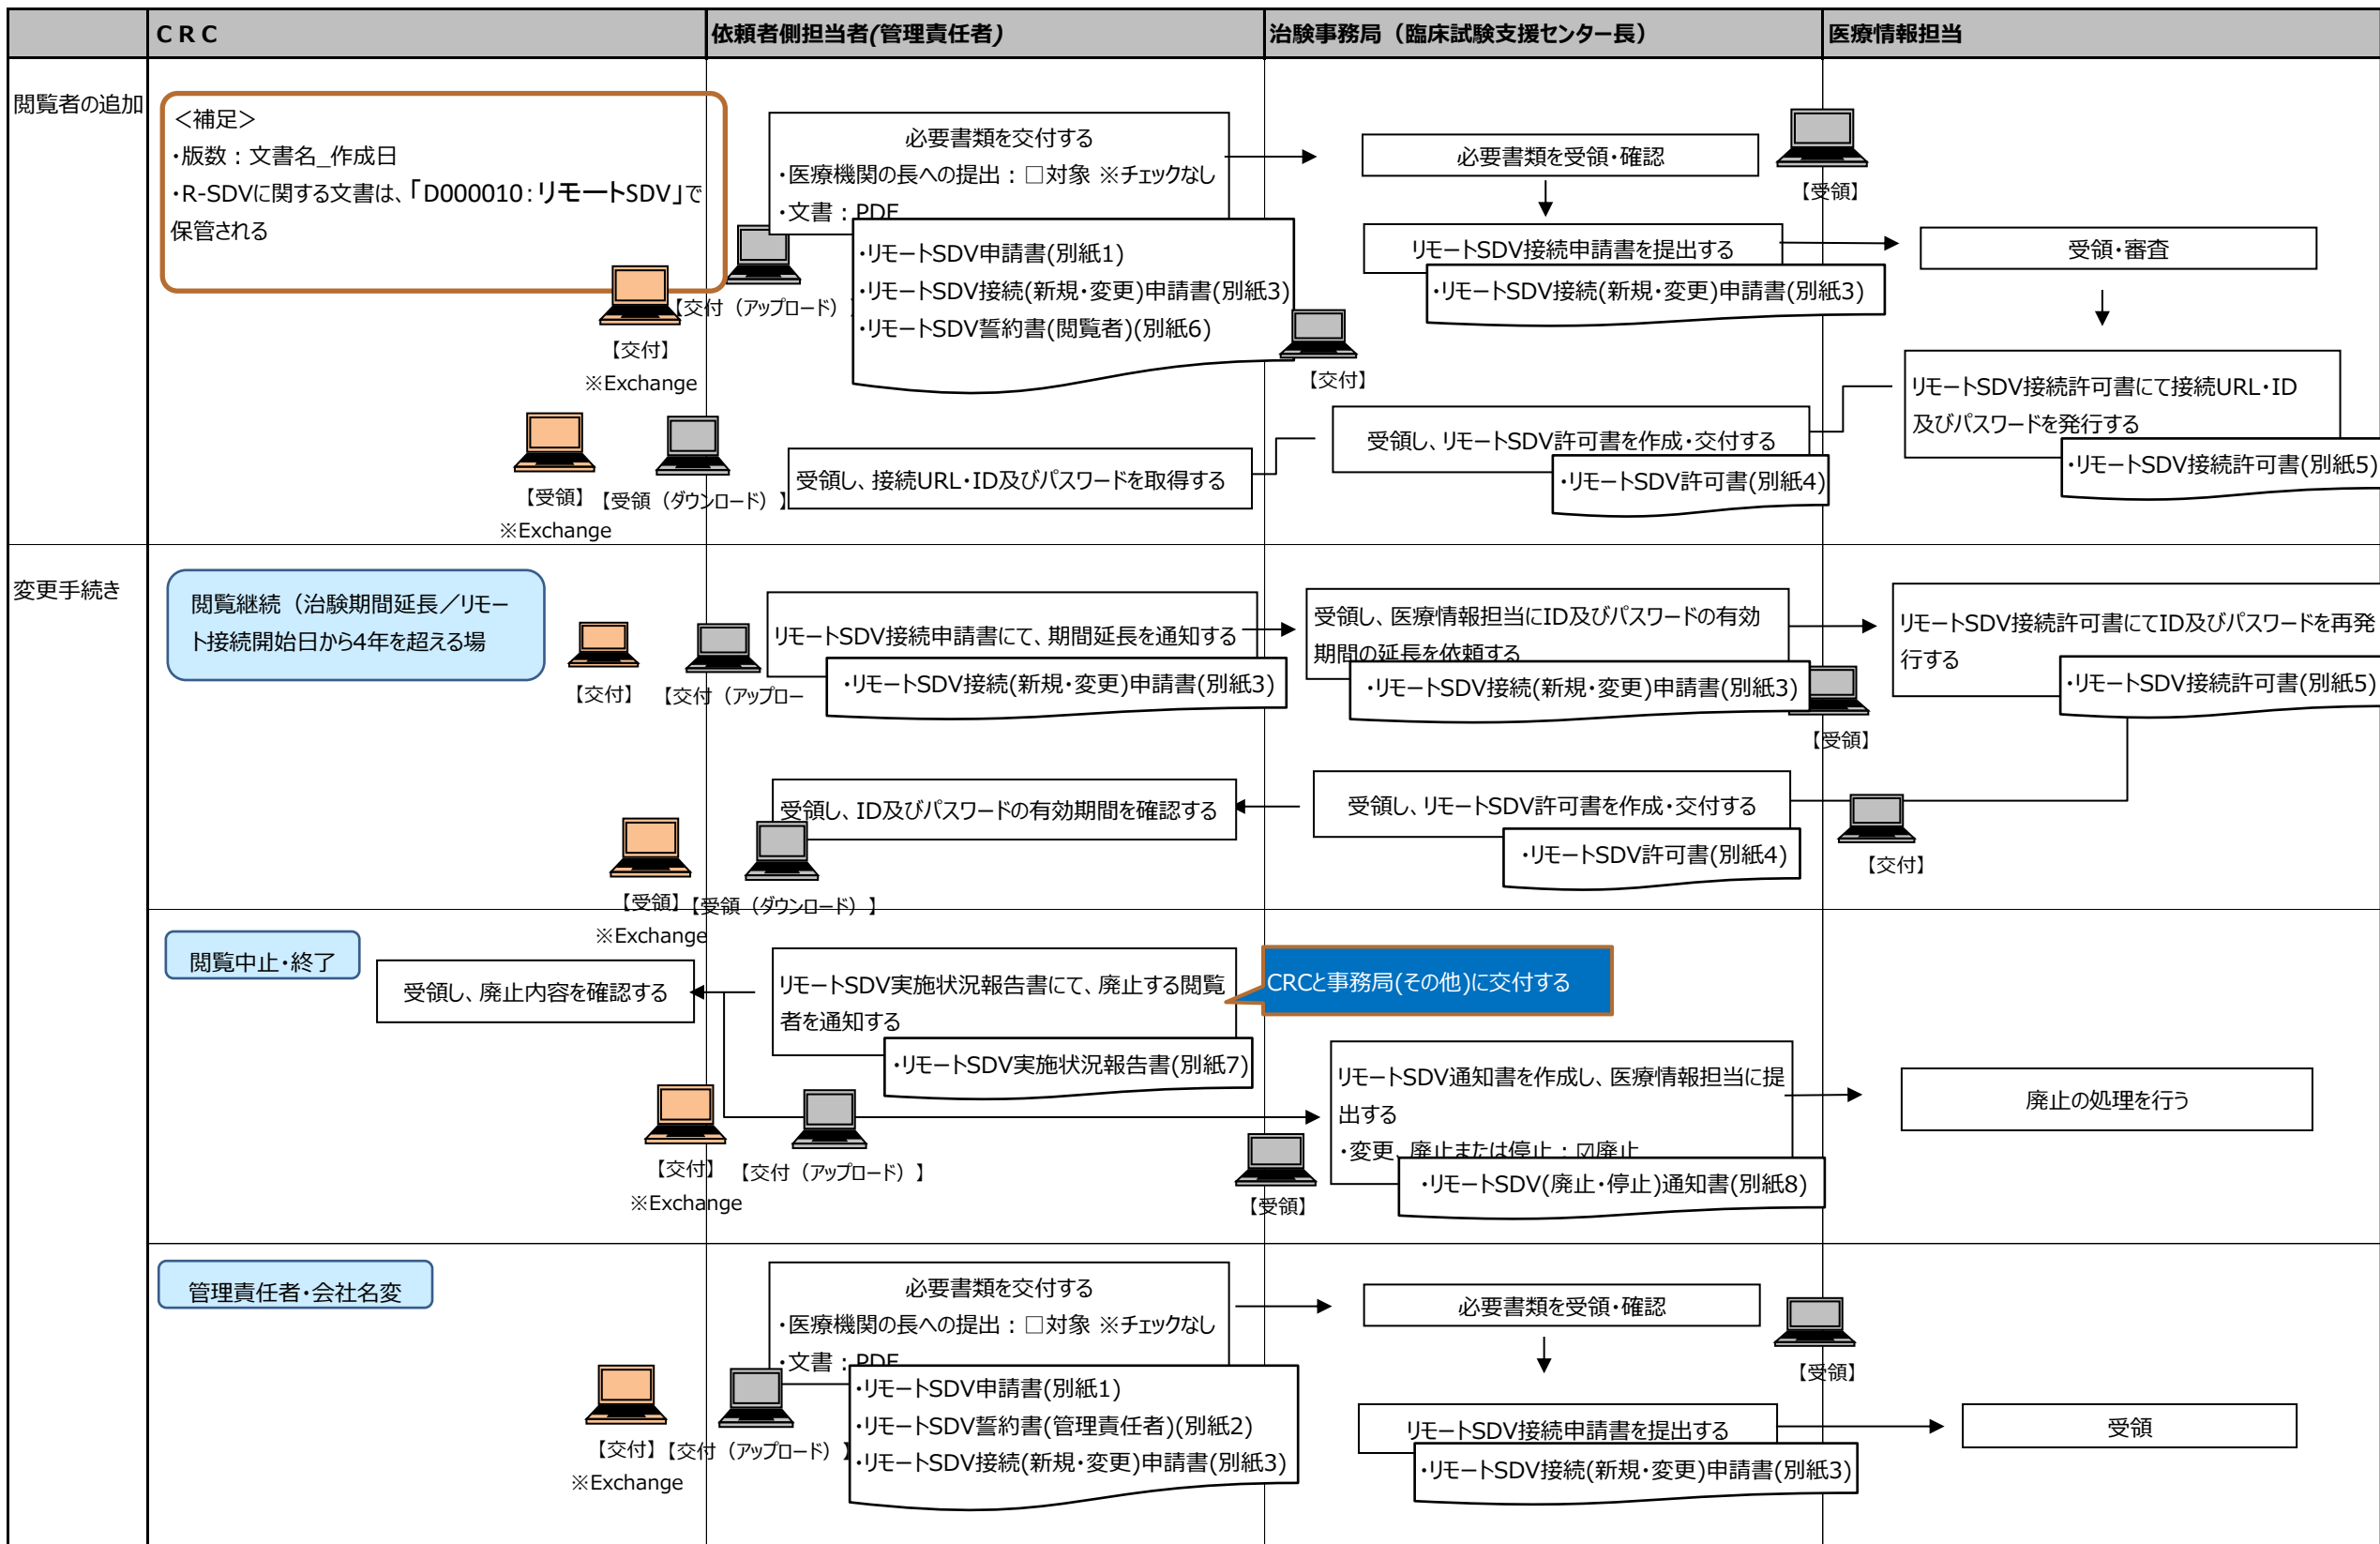 ＣＲＣ
依頼者側担当者(管理責任者)
治験事務局（臨床試験支援センター長）
医療情報担当
閲覧者の追加
＜補足＞
・版数：文書名_作成日
・R-SDVに関する文書は、「D000010：リモートSDV」で
保管される
必要書類を交付する
・医療機関の長への提出：□対象 ※チェックなし
・文書：PDF
・リモートSDV申請書(別紙1)
・リモートSDV接続(新規・変更)申請書(別紙3)
・リモートSDV誓約書(閲覧者)(別紙6)
【交付（アップロード）】
【交付】
※Exchange
必要書類を受領・確認
【受領】
リモートSDV接続申請書を提出する
・リモートSDV接続(新規・変更)申請書(別紙3)
受領・審査
【交付】
リモートSDV接続許可書にて接続URL・ID
及びパスワードを発行する
・リモートSDV接続許可書(別紙5)
受領し、リモートSDV許可書を作成・交付する
・リモートSDV許可書(別紙4)
受領し、接続URL・ID及びパスワードを取得する
【受領】
【受領（ダウンロード）】
※Exchange
変更手続き
閲覧継続（治験期間延長／リモー
ト接続開始日から4年を超える場
【交付】
【交付（アップロー
リモートSDV接続申請書にて、期間延長を通知する
・リモートSDV接続(新規・変更)申請書(別紙3)
受領し、医療情報担当にID及びパスワードの有効
期間の延長を依頼する
・リモートSDV接続(新規・変更)申請書(別紙3)
【受領】
リモートSDV接続許可書にてID及びパスワードを再発
行する
・リモートSDV接続許可書(別紙5)
受領し、ID及びパスワードの有効期間を確認する
受領し、リモートSDV許可書を作成・交付する
・リモートSDV許可書(別紙4)
【交付】
【受領】
【受領（ダウンロード）】
※Exchange
閲覧中止・終了
受領し、廃止内容を確認する
リモートSDV実施状況報告書にて、廃止する閲覧
者を通知する
・リモートSDV実施状況報告書(別紙7)
CRCと事務局(その他)に交付する
【交付】
【交付（アップロード）】
※Exchange
【受領】
リモートSDV通知書を作成し、医療情報担当に提
出する
・変更、廃止または停止：☑廃止
・リモートSDV(廃止・停止)通知書(別紙8)
廃止の処理を行う
管理責任者・会社名変
必要書類を交付する
・医療機関の長への提出：□対象 ※チェックなし
・文書：PDF
・リモートSDV申請書(別紙1)
・リモートSDV誓約書(管理責任者)(別紙2)
・リモートSDV接続(新規・変更)申請書(別紙3)
【交付】
【交付（アップロード）】
※Exchange
必要書類を受領・確認
【受領】
リモートSDV接続申請書を提出する
・リモートSDV接続(新規・変更)申請書(別紙3)
受領